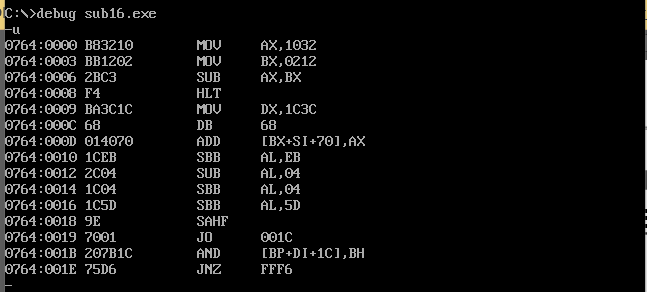 C:\>debug sub16.exe
-u
0764:0000 B83210 MOV AX,1032
0764:0003 BB1202 MOV BX,0212
0764:0006 2BC3 SUB AX,BX
0764:0008 F4 HLT
0764:0009 BA3C1C MOV DX,1C3C
0764:000C 68 DB 68
0764:000D 014070 ADD [BX+SI+70],AX
0764:0010 1CEB SBB AL,EB
0764:0012 2C04 SUB AL,04
0764:0014 1C04 SBB AL,04
0764:0016 1C5D SBB AL,5D
0764:0018 9E SAHF
0764:0019 7001 JO 001C
0764:001B 207B1C AND [BP+DI+1C],BH
0764:001E 75D6 JNZ FFF6
-